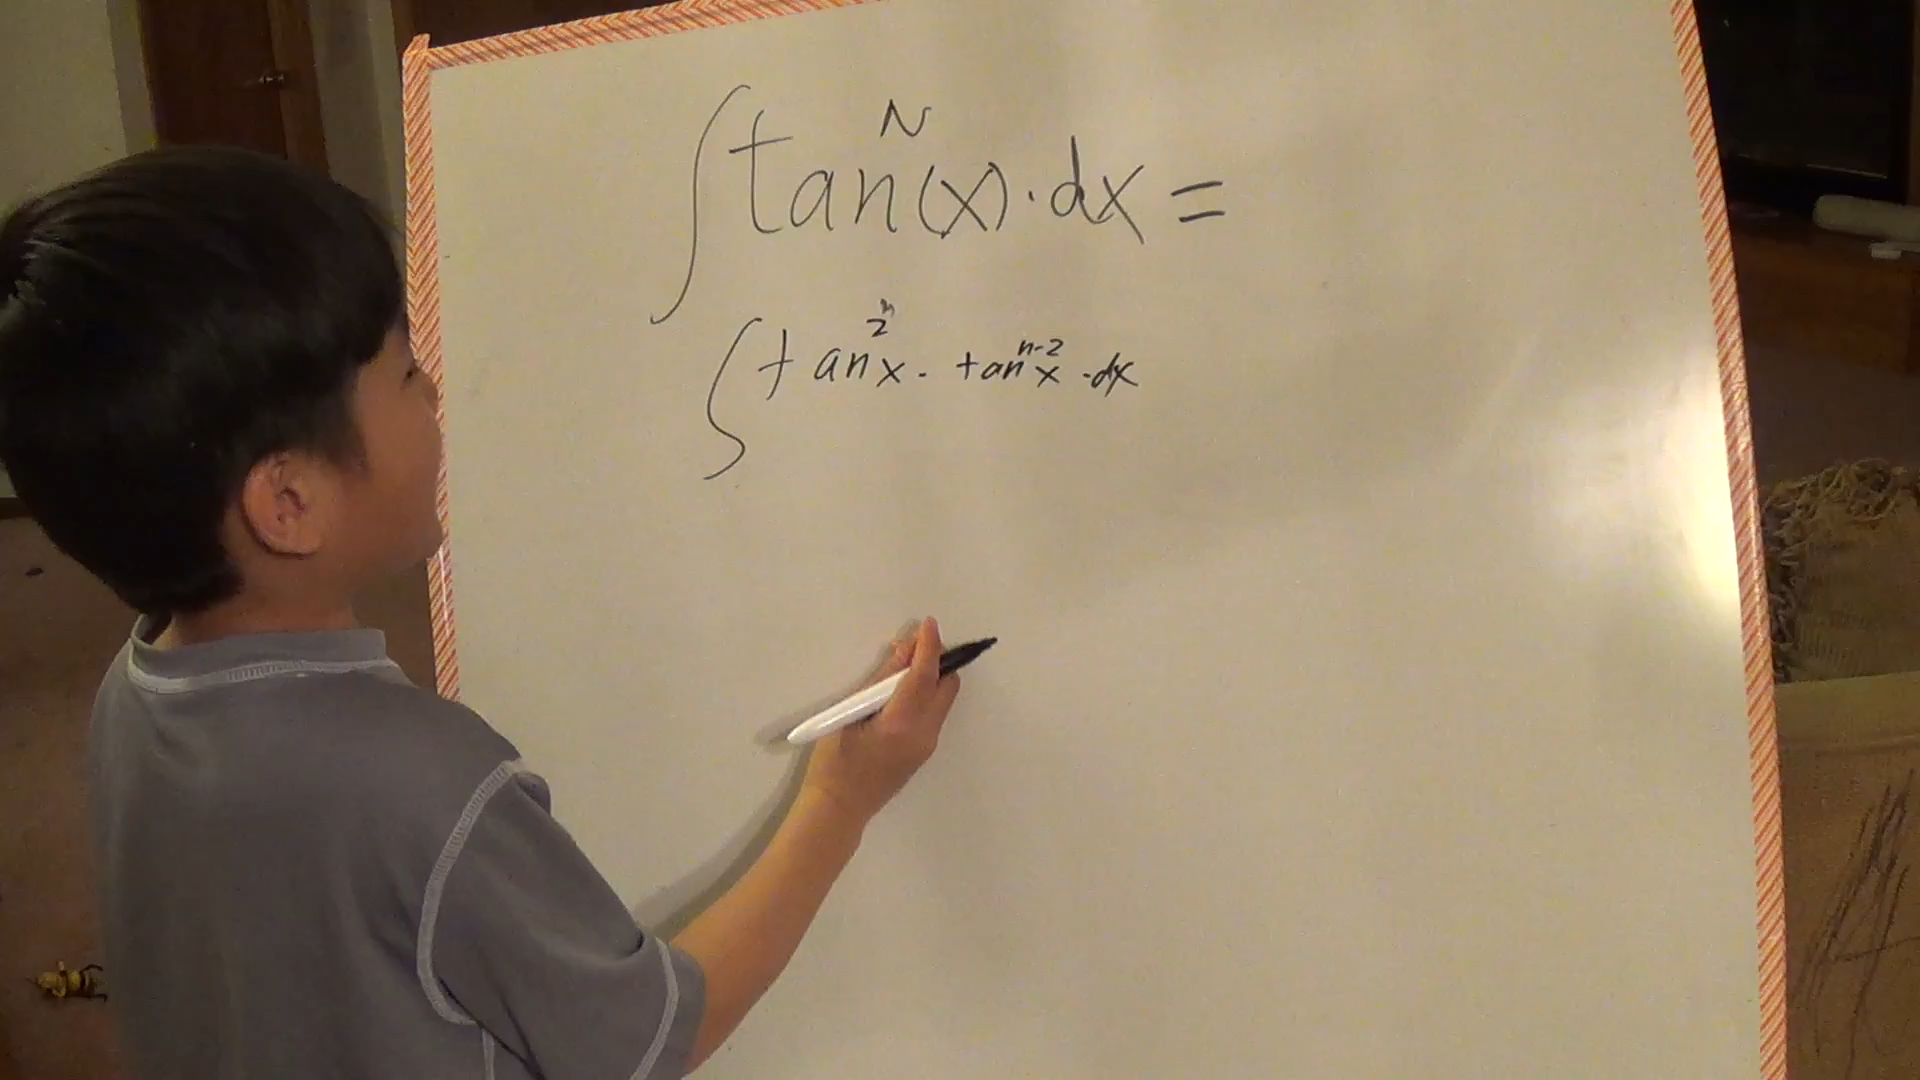 ∫tanᴺ(x)·dx=
∫tan²x · tanⁿ⁻²x · dx